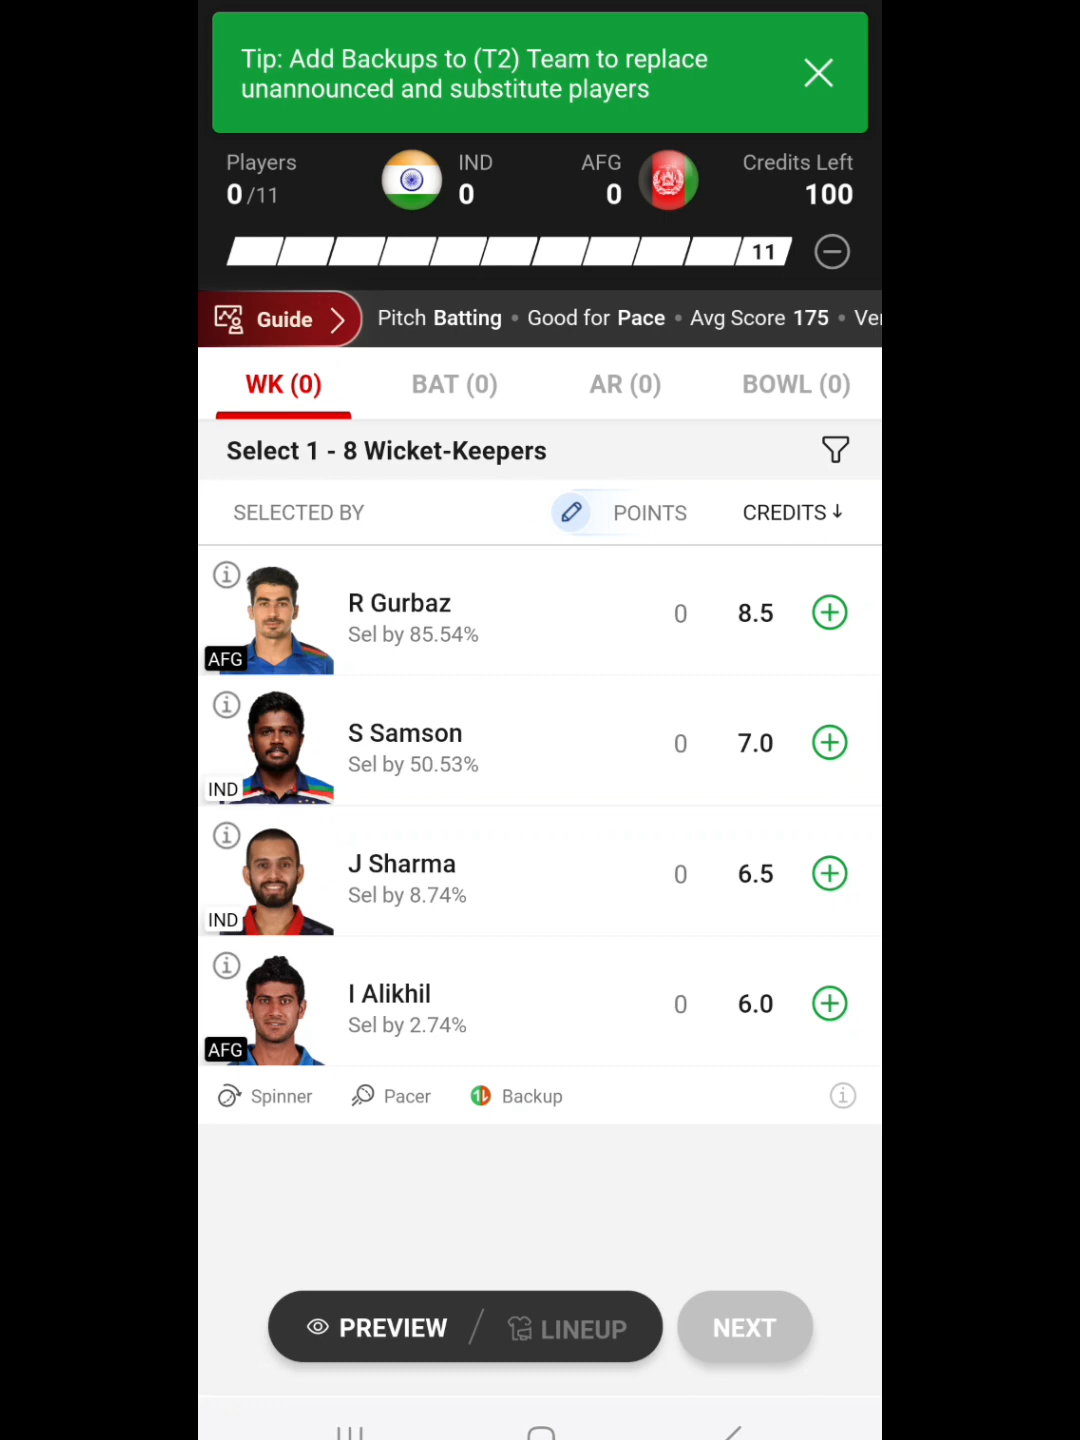 Tip: Add Backups to (T2) Team to replace
unannounced and substitute players
Players
IND
AFG
Credits Left
0/11
0
0
100
11
Guide
Pitch Batting • Good for Pace • Avg Score 175 • Ve
WK (0)
BAT (0)
AR (0)
BOWL (0)
Select 1 - 8 Wicket-Keepers
SELECTED BY
POINTS
CREDITS↓
R Gurbaz
Sel by 85.54%
AFG
0
8.5
S Samson
Sel by 50.53%
IND
0
7.0
J Sharma
Sel by 8.74%
IND
0
6.5
I Alikhil
Sel by 2.74%
AFG
0
6.0
Spinner
Pacer
Backup
PREVIEW / LINEUP
NEXT